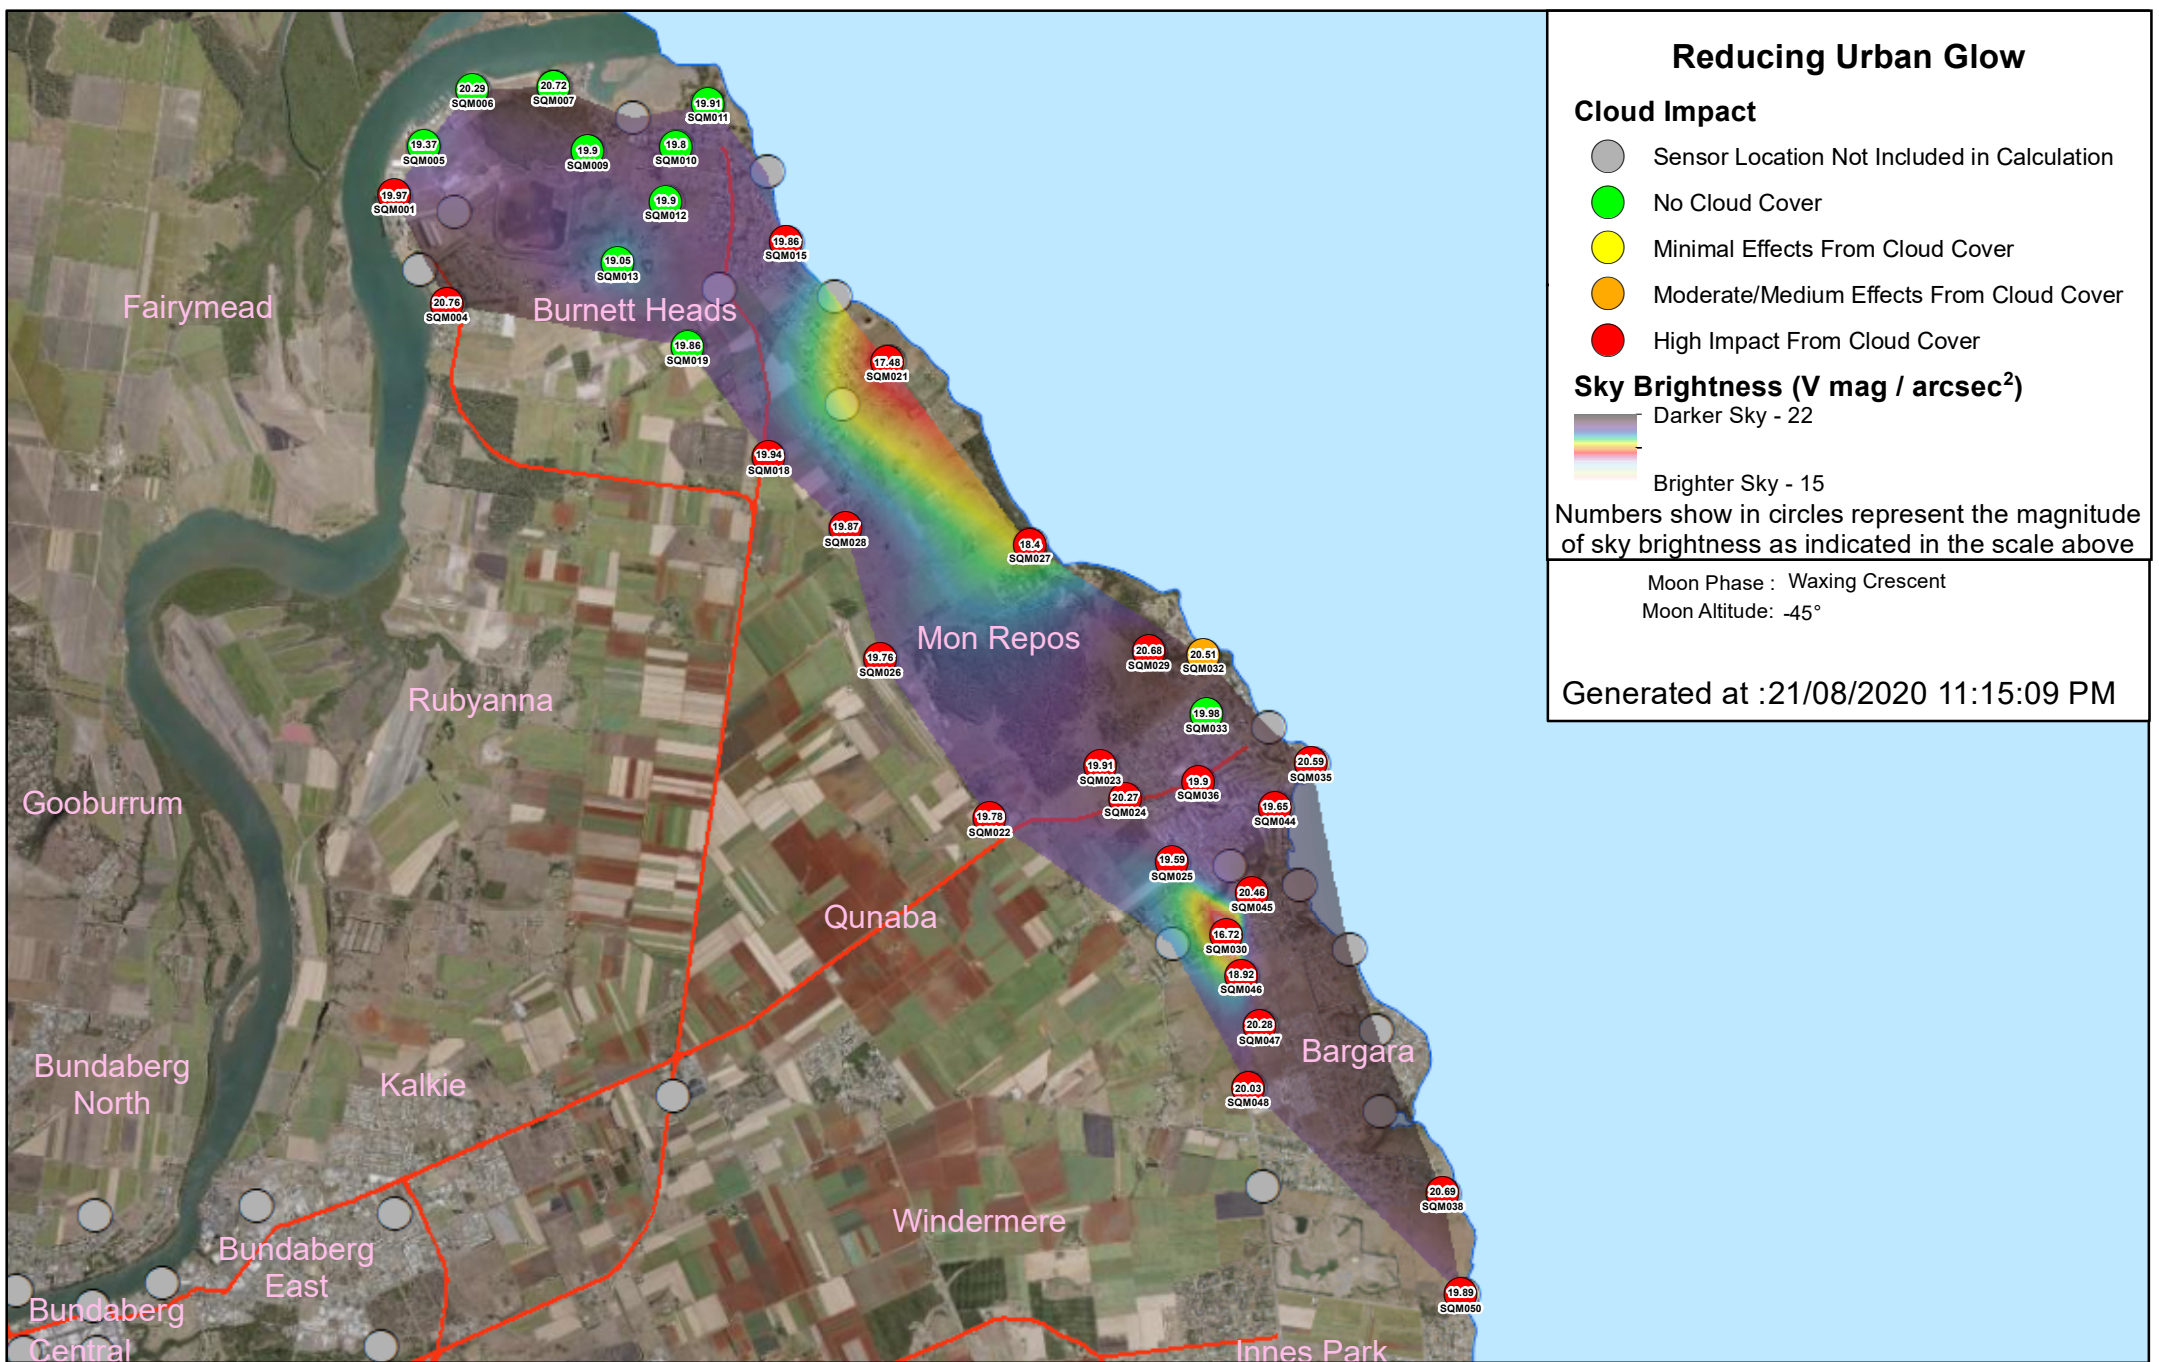 Reducing Urban Glow
Cloud Impact
Sensor Location Not Included in Calculation
No Cloud Cover
Minimal Effects From Cloud Cover
Moderate/Medium Effects From Cloud Cover
High Impact From Cloud Cover
Sky Brightness (V mag / arcsec²)
Darker Sky - 22
Brighter Sky - 15
Numbers show in circles represent the magnitude
of sky brightness as indicated in the scale above
Moon Phase : Waxing Crescent
Moon Altitude: -45°
Generated at :21/08/2020 11:15:09 PM
20.29
SQM006
20.72
SQM007
19.91
SQM011
19.37
SQM005
19.9
SQM009
19.8
SQM010
19.97
SQM001
19.9
SQM012
19.86
SQM015
19.05
SQM013
20.76
SQM004
Fairymead
Burnett Heads
19.86
SQM019
17.48
SQM021
19.94
SQM018
19.87
SQM028
18.4
SQM027
Mon Repos
19.76
SQM026
20.68
SQM029
20.51
SQM032
Rubyanna
19.98
SQM033
19.91
SQM023
20.59
SQM035
19.9
SQM036
20.27
SQM024
19.65
SQM044
Gooburrum
19.78
SQM022
19.59
SQM025
20.46
SQM045
Qunaba
16.72
SQM030
18.92
SQM046
20.28
SQM047
Bargara
Bundaberg
North
Kalkie
20.03
SQM048
20.69
SQM038
Windermere
Bundaberg
East
19.89
SQM050
Bundaberg
Central
Innes Park